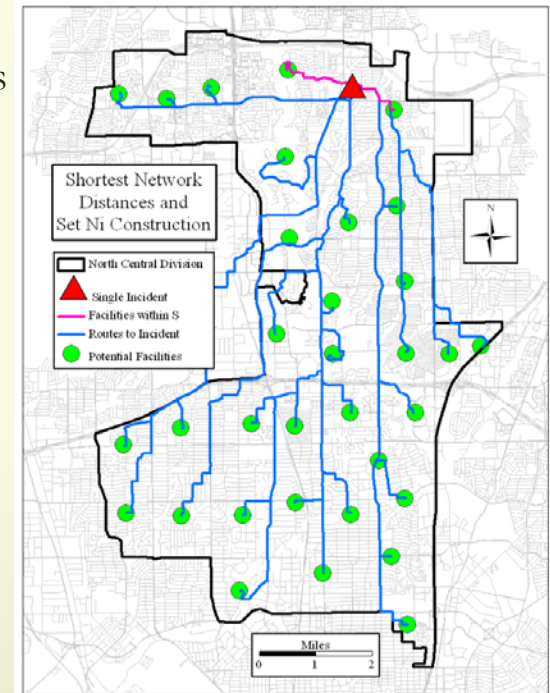 s
Shortest Network
Distances and
Set Ni Construction
N
North Central Division
Single Incident
Facilities within S
Routes to Incident
Potential Facilities
Miles
0 1 2